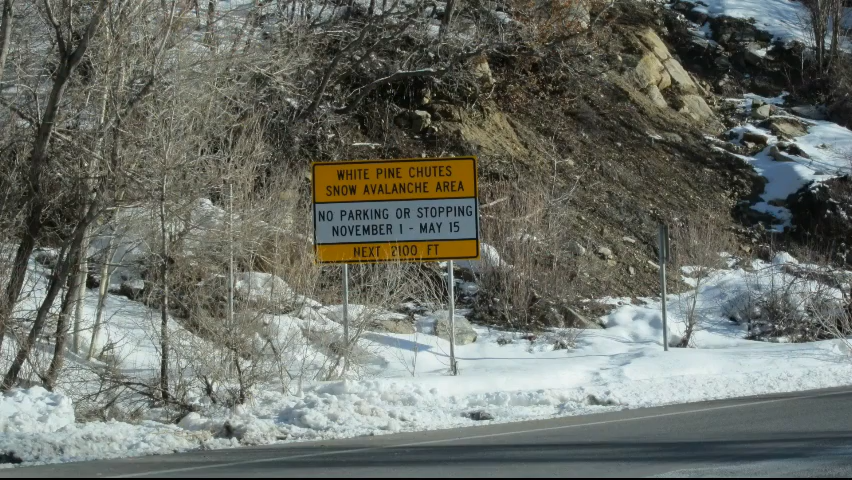 WHITE PINE CHUTES
SNOW AVALANCHE AREA
NO PARKING OR STOPPING
NOVEMBER 1 - MAY 15
NEXT 2100 FT